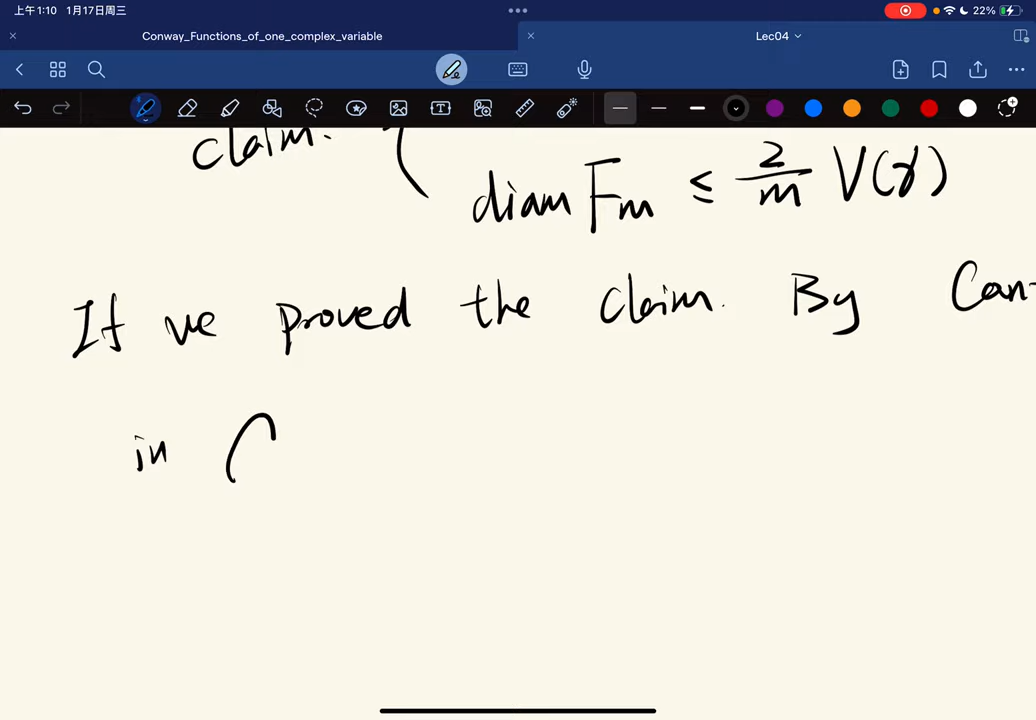 上午1:10 1月17日周三
22%
Conway_Functions_of_one_complex_variable
Lec04
claim.
diam Fm ≤ 2/m V(γ)
If we proved the claim. By Can-
in